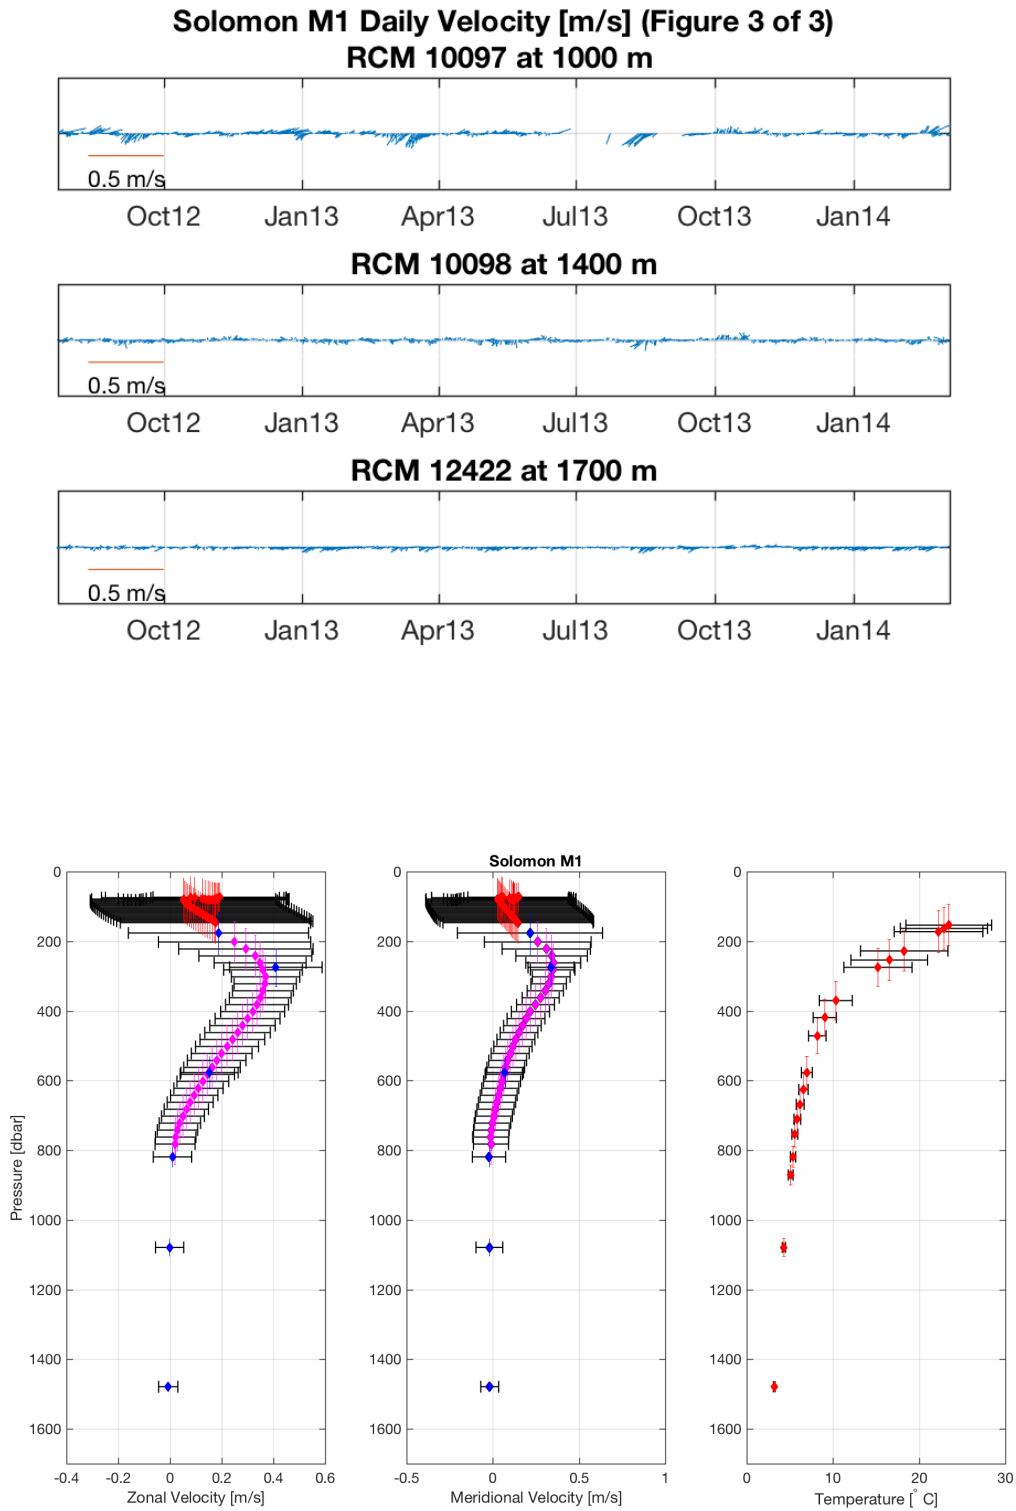 Solomon M1 Daily Velocity [m/s] (Figure 3 of 3)
RCM 10097 at 1000 m
0.5 m/s
Oct12 Jan13 Apr13 Jul13 Oct13 Jan14
RCM 10098 at 1400 m
0.5 m/s
Oct12 Jan13 Apr13 Jul13 Oct13 Jan14
RCM 12422 at 1700 m
0.5 m/s
Oct12 Jan13 Apr13 Jul13 Oct13 Jan14
Solomon M1
0 0 0
200 200 200
400 400 400
600 600 600
800 800 800
1000 1000 1000
1200 1200 1200
1400 1400 1400
1600 1600 1600
Pressure [dbar]
-0.4 -0.2 0 0.2 0.4 0.6 -0.5 0 0.5 1 0 10 20 30
Zonal Velocity [m/s] Meridional Velocity [m/s] Temperature [° C]